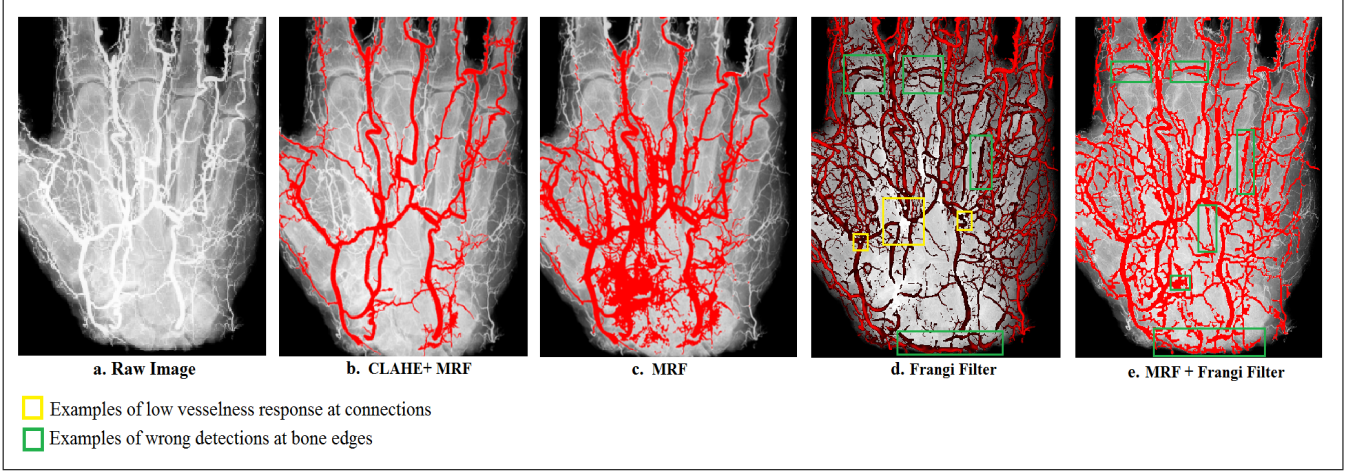 a. Raw Image
b. CLAHE+ MRF
c. MRF
d. Frangi Filter
e. MRF + Frangi Filter
Examples of low vesselness response at connections
Examples of wrong detections at bone edges